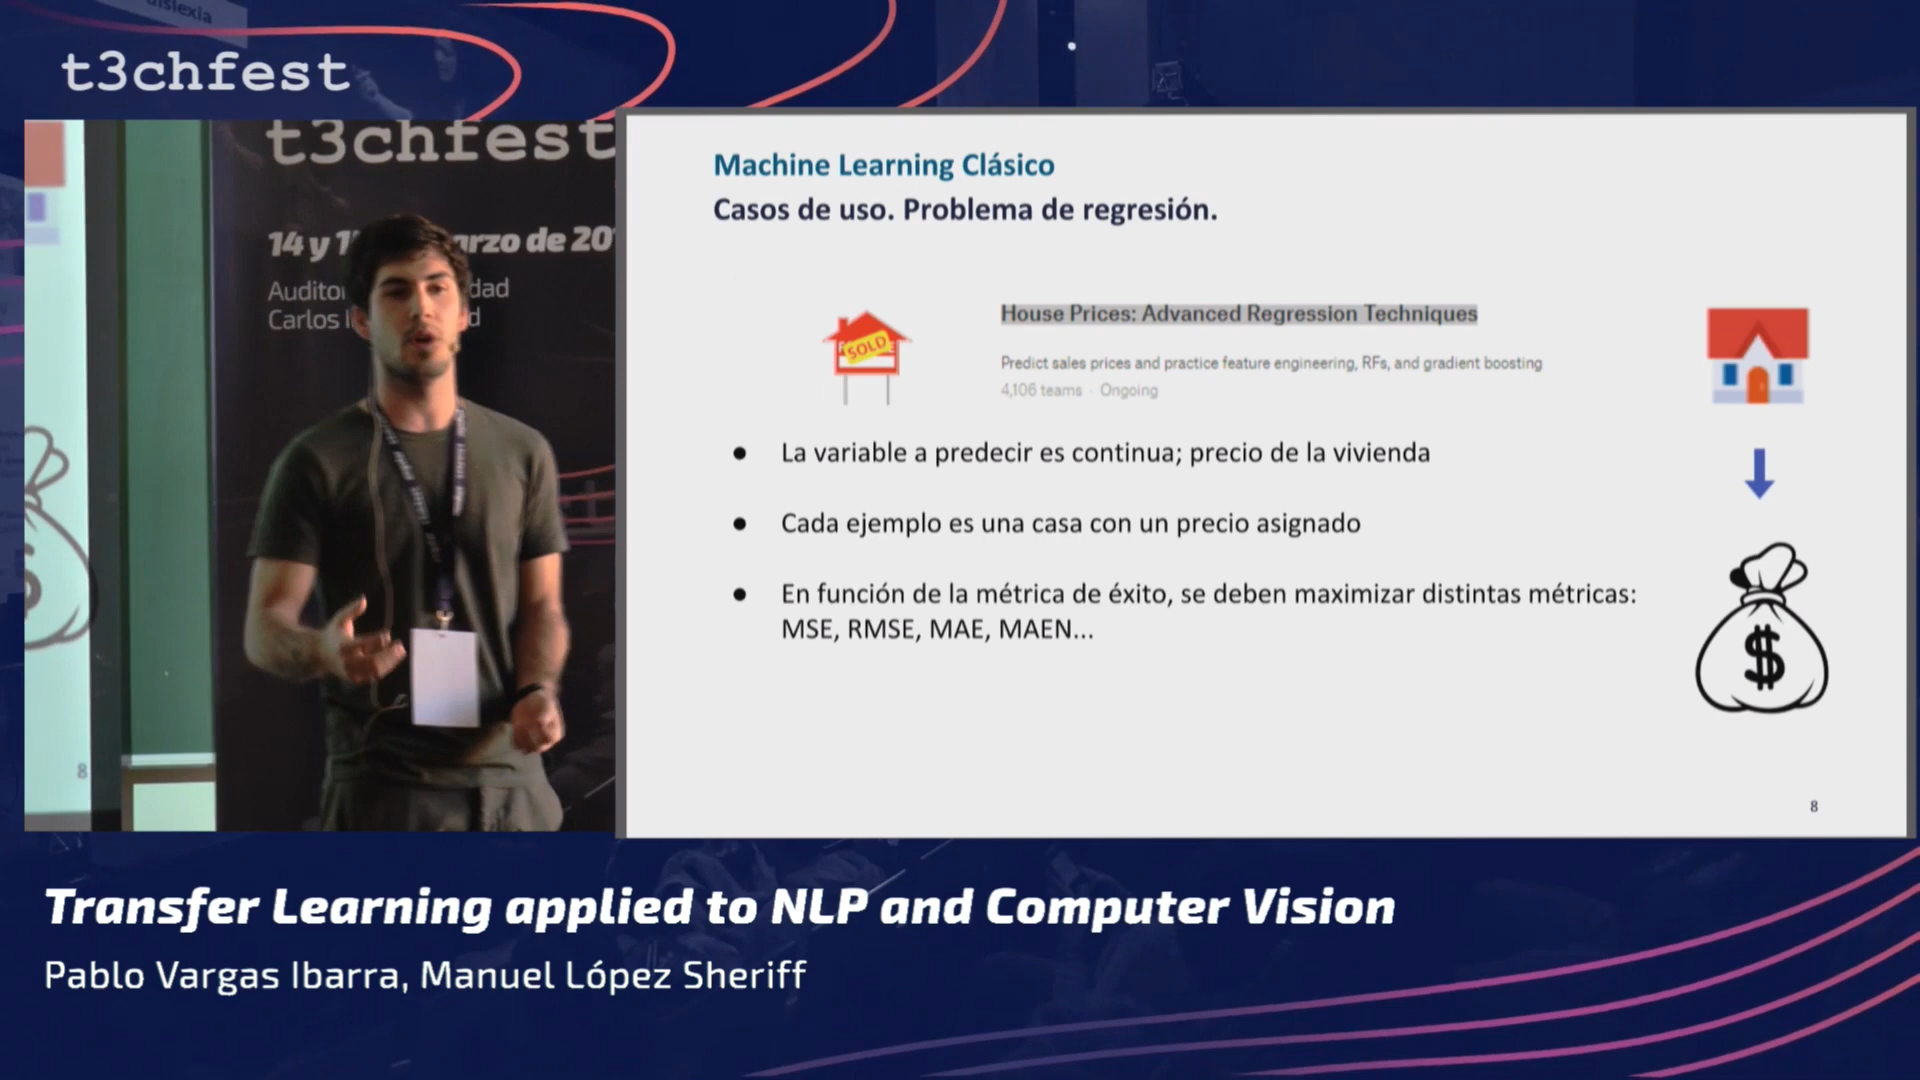 t3chfest
t3chfest
14 y 1
arzo de 20
Audito
dad
Carlos
d
8
Machine Learning Clásico
Casos de uso. Problema de regresión.
SOLD
House Prices: Advanced Regression Techniques
Predict sales prices and practice feature engineering, RFs, and gradient boosting
4,106 teams · Ongoing
● La variable a predecir es continua; precio de la vivienda
● Cada ejemplo es una casa con un precio asignado
● En función de la métrica de éxito, se deben maximizar distintas métricas:
MSE, RMSE, MAE, MAEN...
$
8
Transfer Learning applied to NLP and Computer Vision
Pablo Vargas Ibarra, Manuel López Sheriff